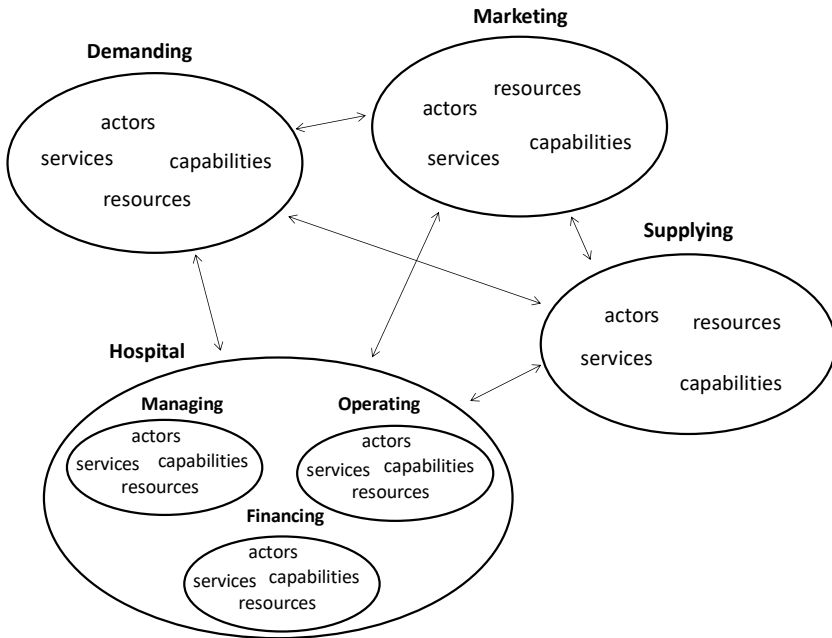 Marketing
resources
actors
capabilities
services
Demanding
actors
services capabilities
resources
Supplying
actors
resources
services
capabilities
Hospital
Managing
actors
services capabilities
resources
Operating
actors
services capabilities
resources
Financing
actors
services capabilities
resources